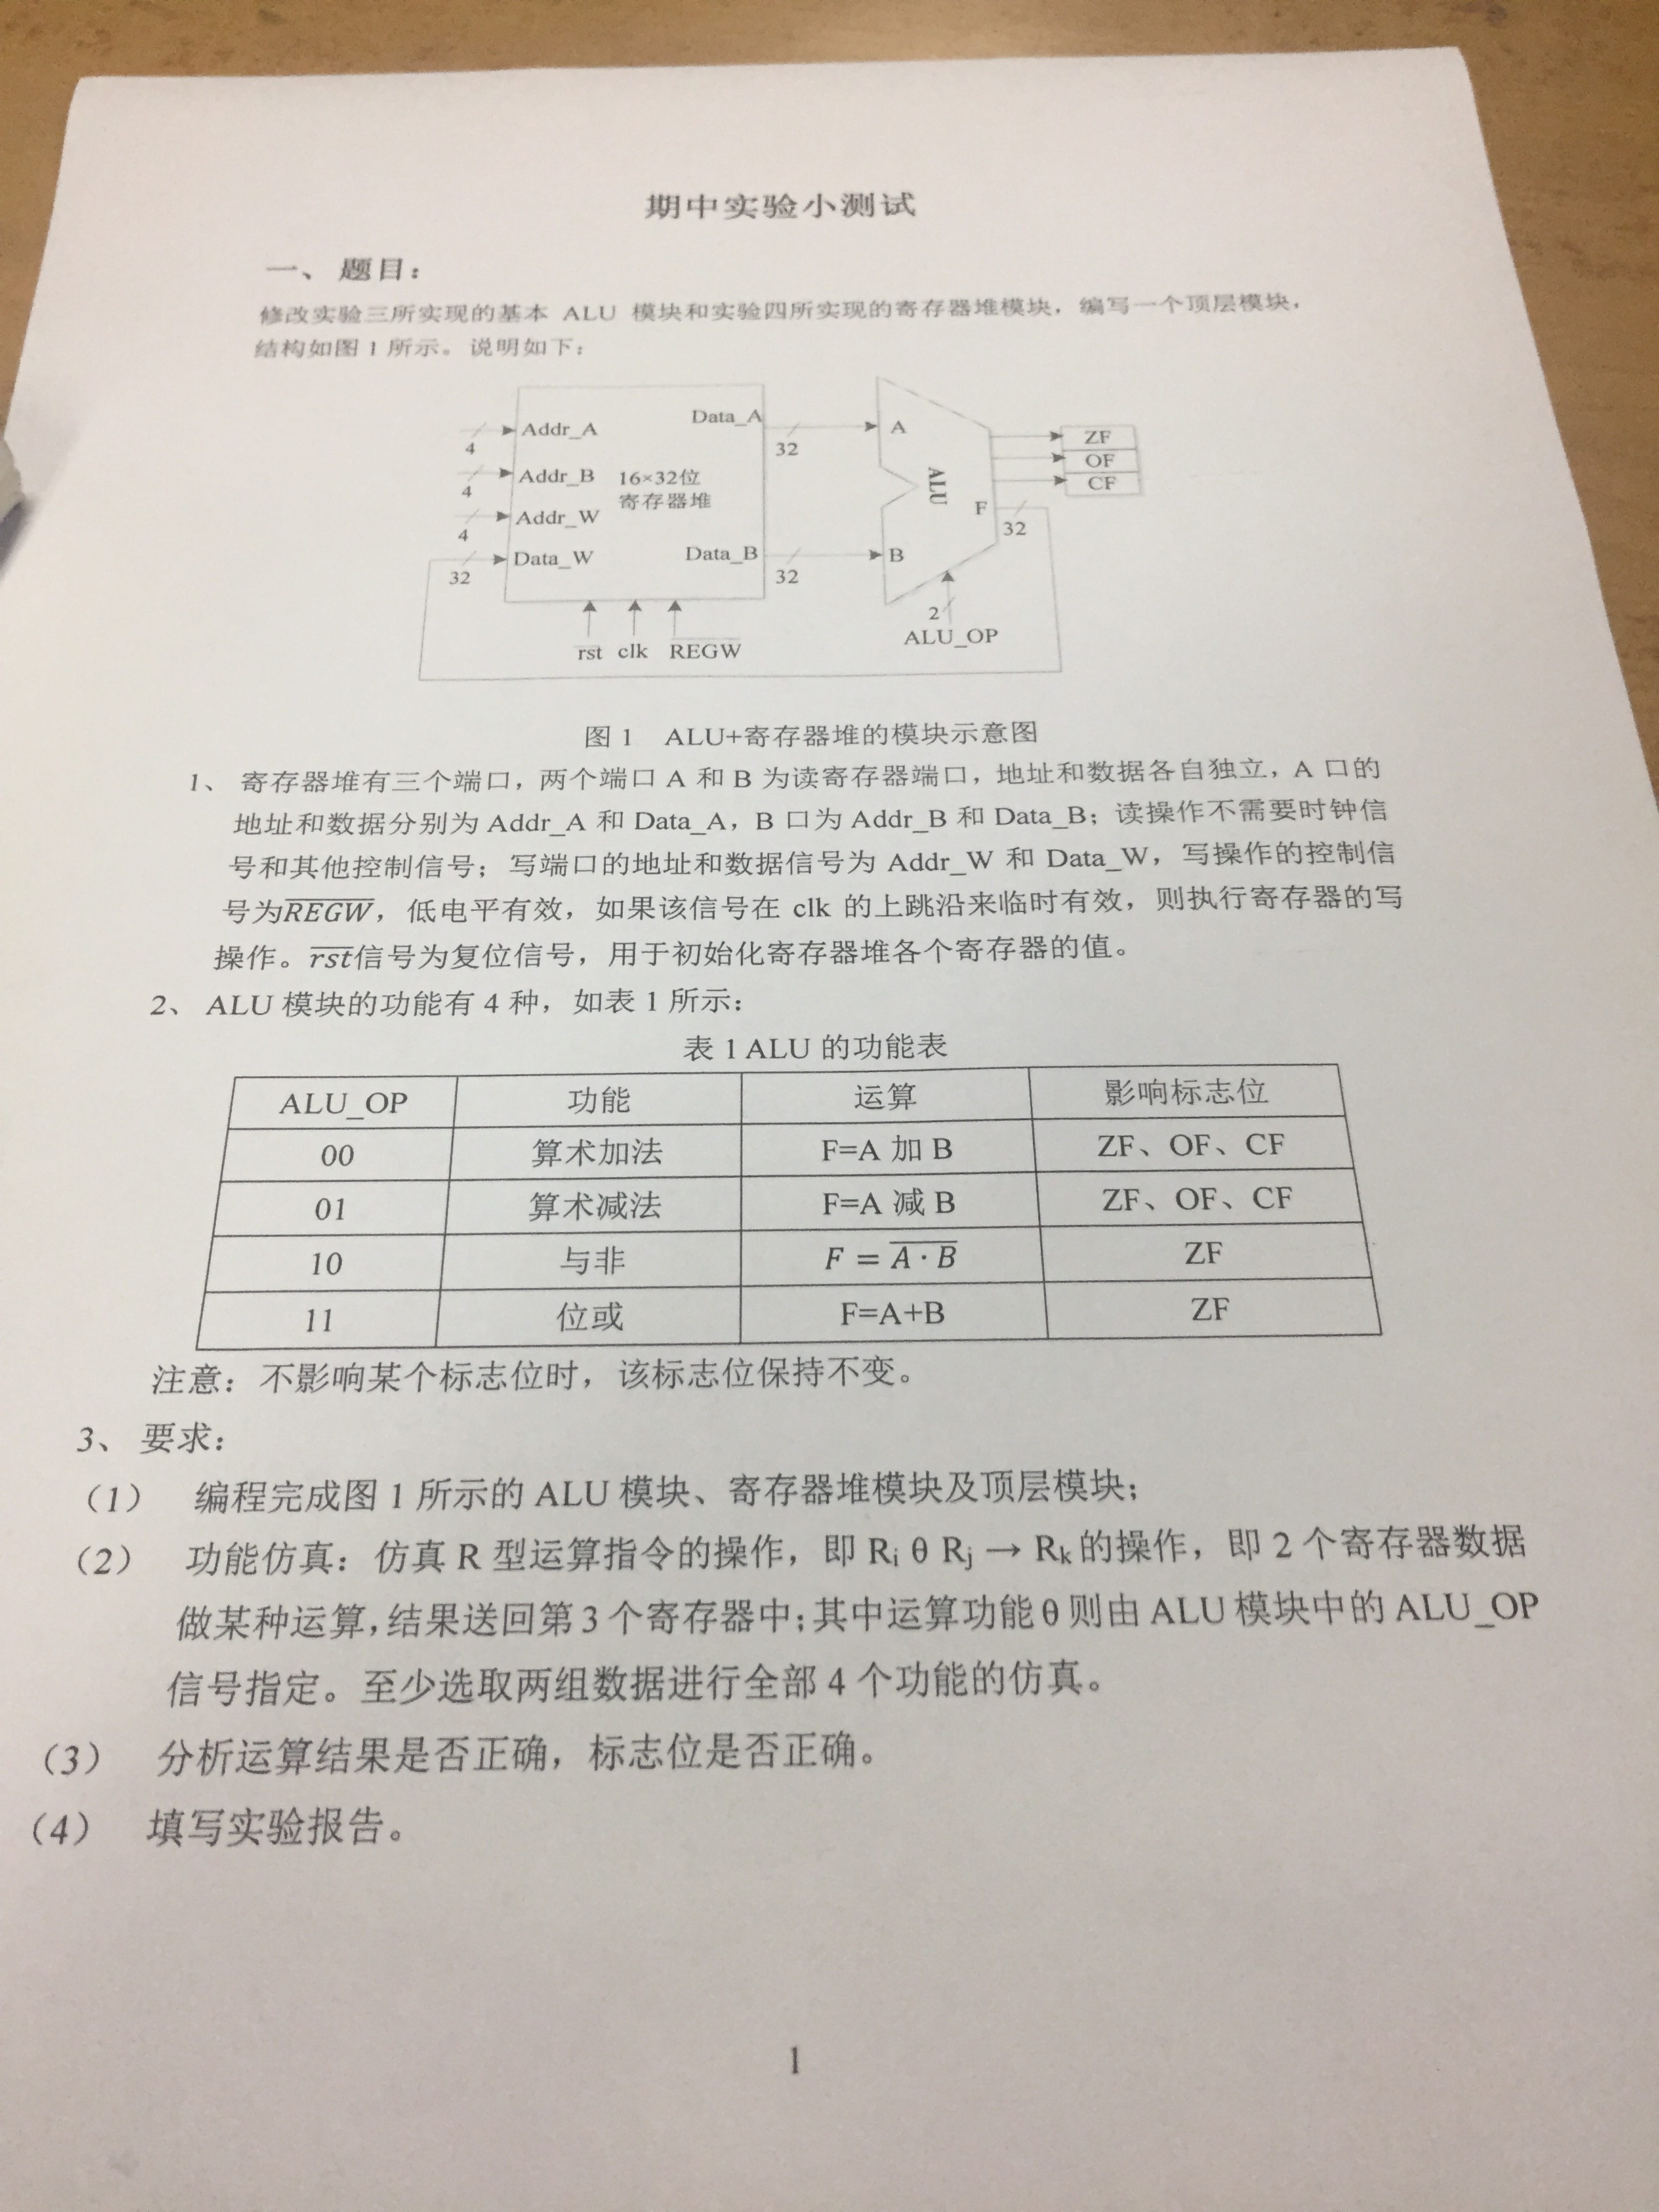 期中实验小测试
一、 题目：
修改实验三所实现的基本 ALU 模块和实验四所实现的寄存器堆模块，编写一个顶层模块，
结构如图 1 所示。说明如下：
Addr_A
Data_A
A
ZF
4
32
OF
Addr_B
16×32位
ALU
CF
4
寄存器堆
F
Addr_W
32
4
Data_W
Data_B
B
32
32
2
rst clk REGW
ALU_OP
图 1 ALU+寄存器堆的模块示意图
1、 寄存器堆有三个端口，两个端口 A 和 B 为读寄存器端口，地址和数据各自独立，A 口的
地址和数据分别为 Addr_A 和 Data_A，B 口为 Addr_B 和 Data_B；读操作不需要时钟信
号和其他控制信号；写端口的地址和数据信号为 Addr_W 和 Data_W，写操作的控制信
号为R̅E̅G̅W̅，低电平有效，如果该信号在 clk 的上跳沿来临时有效，则执行寄存器的写
操作。r̅s̅t̅信号为复位信号，用于初始化寄存器堆各个寄存器的值。
2、 ALU 模块的功能有 4 种，如表 1 所示：
表 1 ALU 的功能表
ALU_OP 功能 运算 影响标志位
00 算术加法 F=A 加 B ZF、OF、CF
01 算术减法 F=A 减 B ZF、OF、CF
10 与非 F = A̅ ̅·̅ ̅B̅ ZF
11 位或 F=A+B ZF
注意：不影响某个标志位时，该标志位保持不变。
3、 要求：
（1） 编程完成图 1 所示的 ALU 模块、寄存器堆模块及顶层模块；
（2） 功能仿真：仿真 R 型运算指令的操作，即 Rᵢ θ Rⱼ → Rₖ 的操作，即 2 个寄存器数据
做某种运算，结果送回第 3 个寄存器中；其中运算功能 θ 则由 ALU 模块中的 ALU_OP
信号指定。至少选取两组数据进行全部 4 个功能的仿真。
（3） 分析运算结果是否正确，标志位是否正确。
（4） 填写实验报告。
1